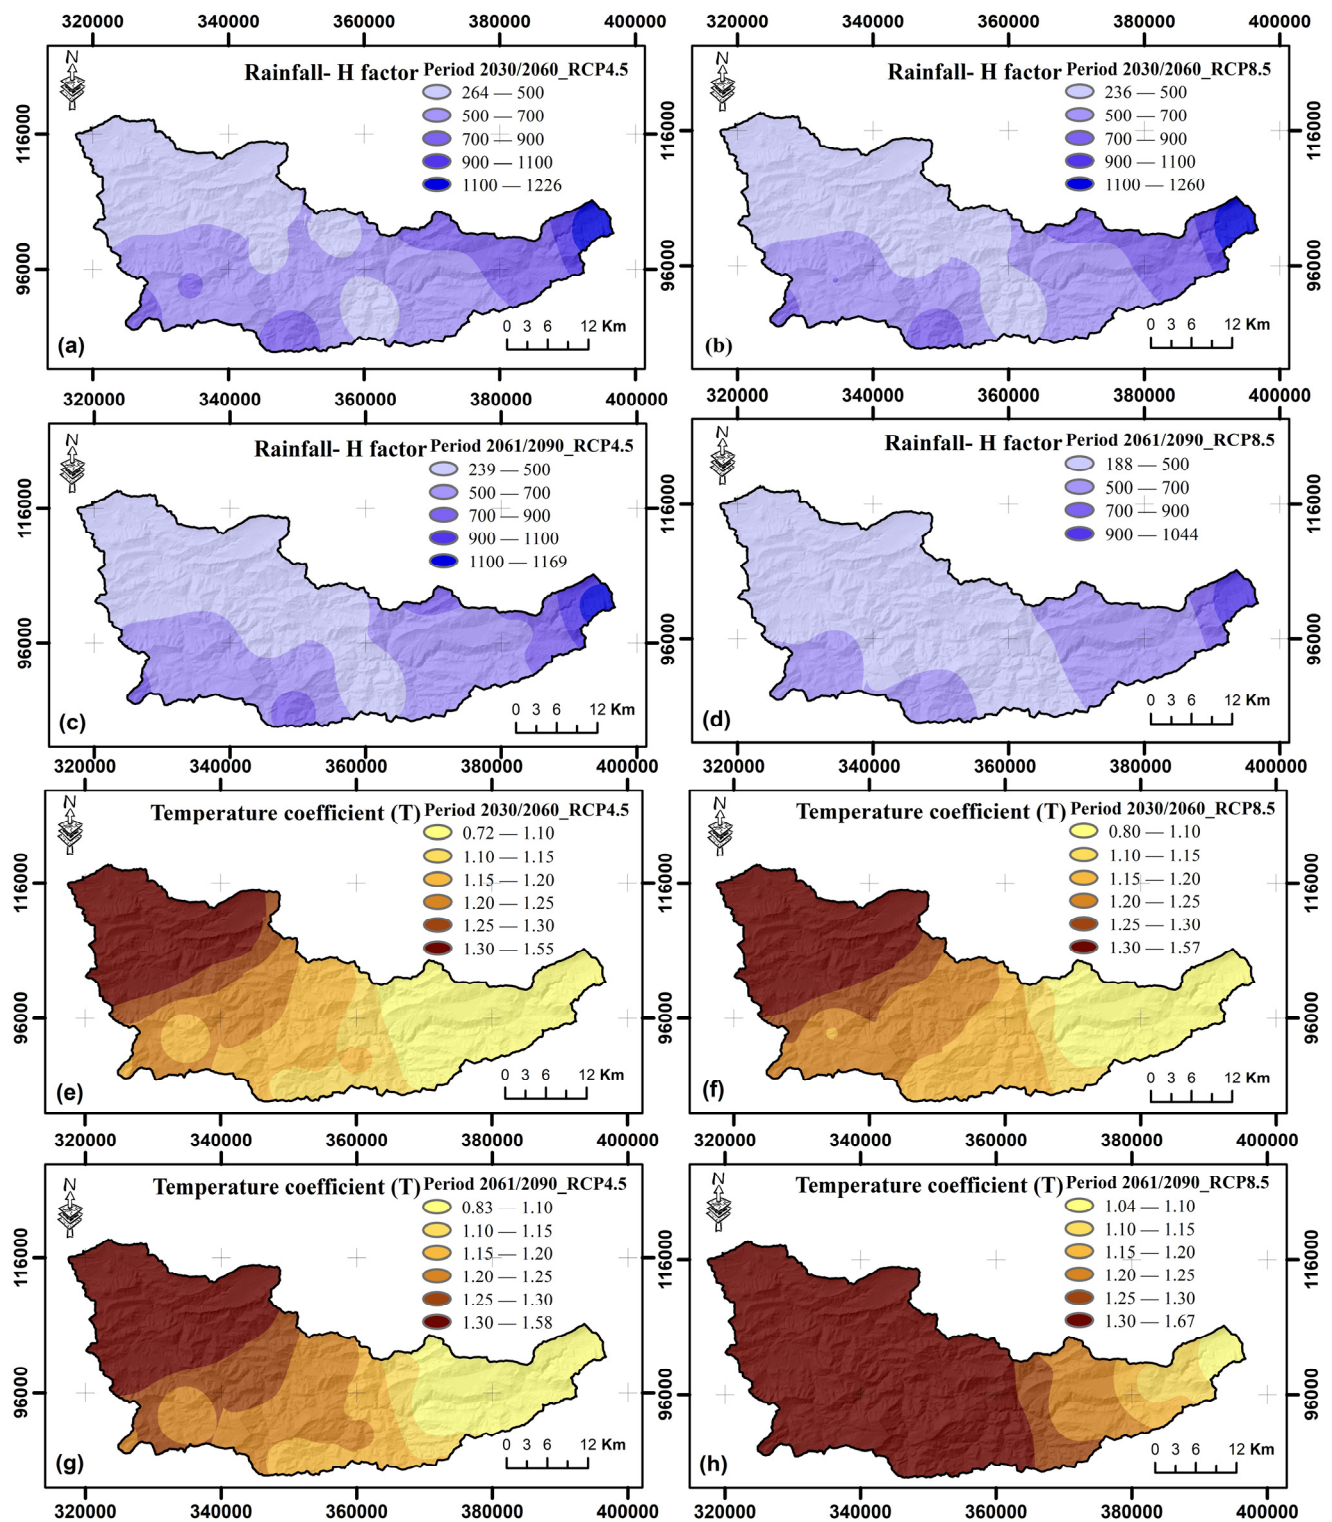 320000 340000 360000 380000 400000
320000 340000 360000 380000 400000
N
Rainfall- H factor Period 2030/2060_RCP4.5
264 — 500
500 — 700
700 — 900
900 — 1100
1100 — 1226
116000
96000
0 3 6 12 Km
(a)
N
Rainfall- H factor Period 2030/2060_RCP8.5
236 — 500
500 — 700
700 — 900
900 — 1100
1100 — 1260
116000
96000
0 3 6 12 Km
(b)
320000 340000 360000 380000 400000
320000 340000 360000 380000 400000
N
Rainfall- H factor Period 2061/2090_RCP4.5
239 — 500
500 — 700
700 — 900
900 — 1100
1100 — 1169
116000
96000
0 3 6 12 Km
(c)
N
Rainfall- H factor Period 2061/2090_RCP8.5
188 — 500
500 — 700
700 — 900
900 — 1044
116000
96000
0 3 6 12 Km
(d)
320000 340000 360000 380000 400000
320000 340000 360000 380000 400000
N
Temperature coefficient (T) Period 2030/2060_RCP4.5
0.72 — 1.10
1.10 — 1.15
1.15 — 1.20
1.20 — 1.25
1.25 — 1.30
1.30 — 1.55
116000
96000
0 3 6 12 Km
(e)
N
Temperature coefficient (T) Period 2030/2060_RCP8.5
0.80 — 1.10
1.10 — 1.15
1.15 — 1.20
1.20 — 1.25
1.25 — 1.30
1.30 — 1.57
116000
96000
0 3 6 12 Km
(f)
320000 340000 360000 380000 400000
320000 340000 360000 380000 400000
N
Temperature coefficient (T) Period 2061/2090_RCP4.5
0.83 — 1.10
1.10 — 1.15
1.15 — 1.20
1.20 — 1.25
1.25 — 1.30
1.30 — 1.58
116000
96000
0 3 6 12 Km
(g)
N
Temperature coefficient (T) Period 2061/2090_RCP8.5
1.04 — 1.10
1.10 — 1.15
1.15 — 1.20
1.20 — 1.25
1.25 — 1.30
1.30 — 1.67
116000
96000
0 3 6 12 Km
(h)
320000 340000 360000 380000 400000
320000 340000 360000 380000 400000